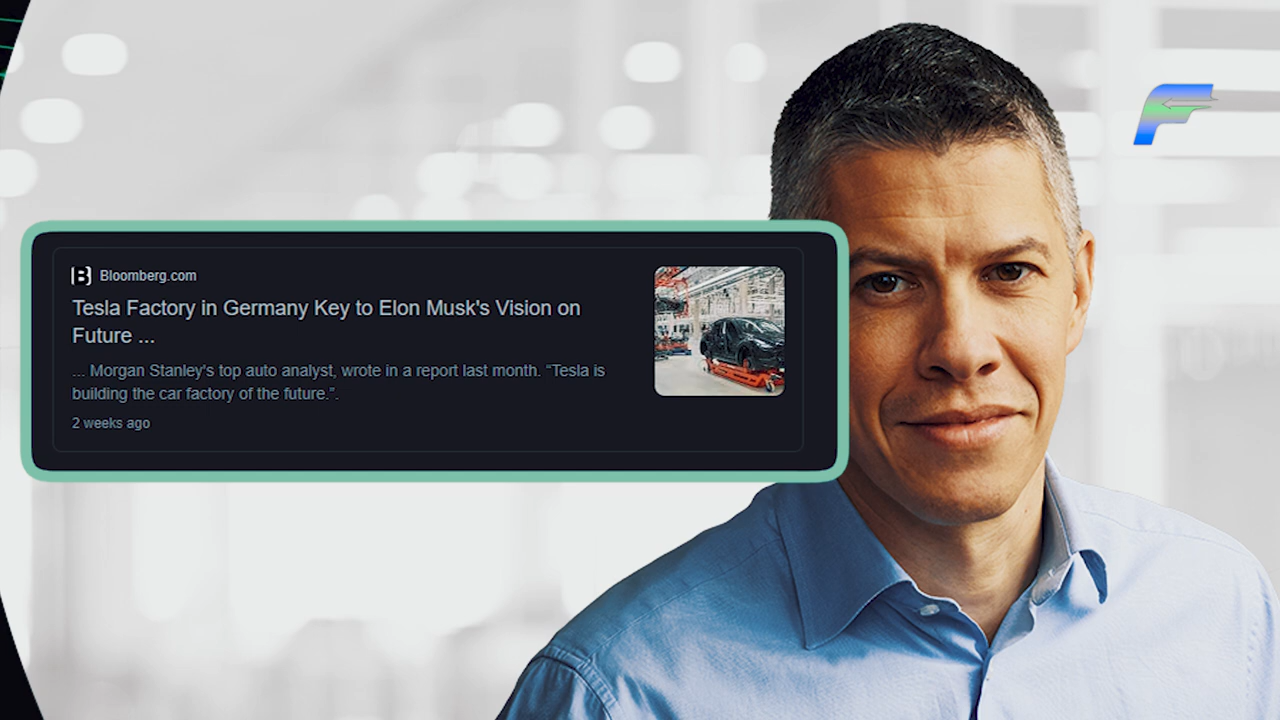 Bloomberg.com
Tesla Factory in Germany Key to Elon Musk's Vision on
Future ...
... Morgan Stanley's top auto analyst, wrote in a report last month. “Tesla is
building the car factory of the future.”.
2 weeks ago